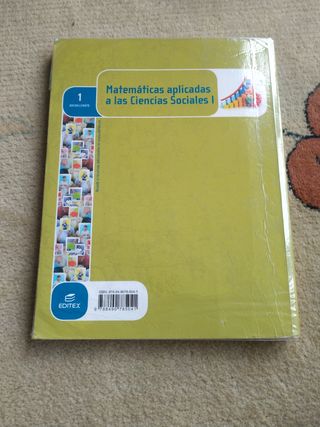 1
BACHILLERATO
Matemáticas aplicadas
a las Ciencias Sociales I
EDITEX